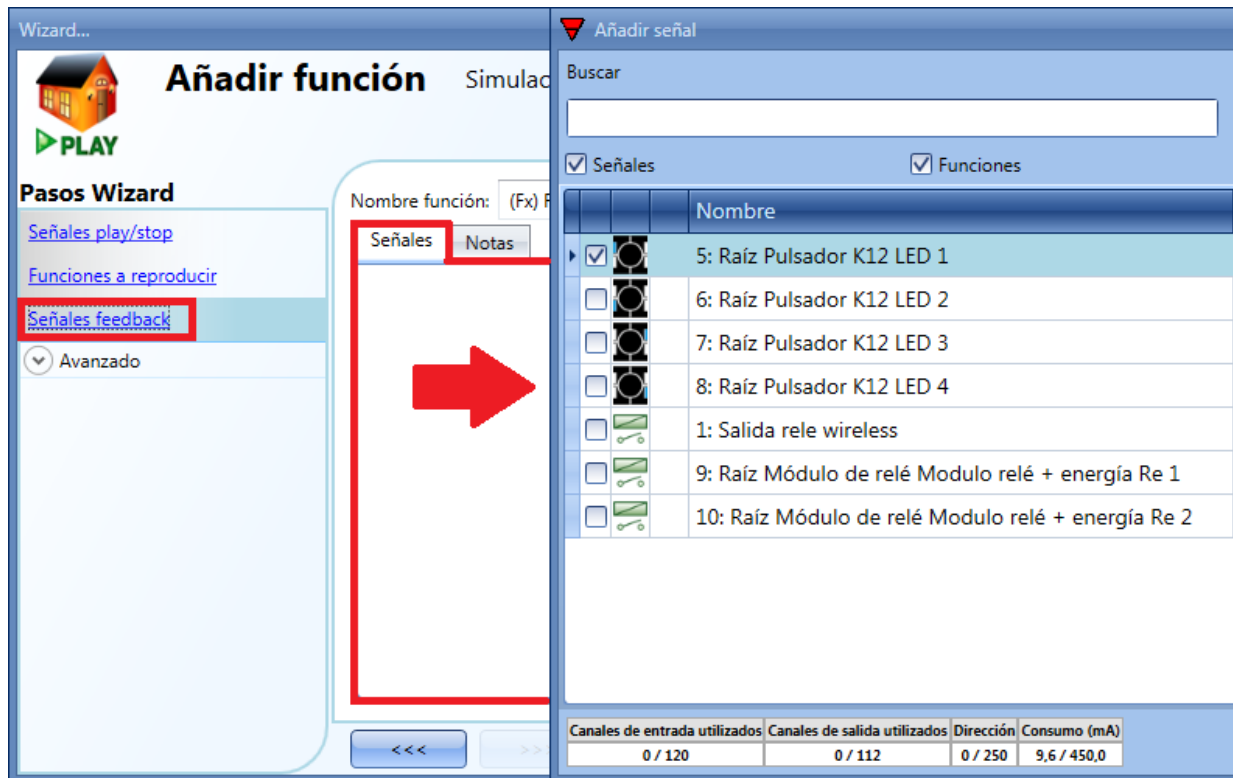 Wizard...
Añadir función
Simulac
PLAY
Pasos Wizard
Señales play/stop
Funciones a reproducir
Señales feedback
Avanzado
Nombre función: (Fx) F
Señales
Notas
<<<
>>>
Añadir señal
Buscar
Señales
Funciones
Nombre
5: Raíz Pulsador K12 LED 1
6: Raíz Pulsador K12 LED 2
7: Raíz Pulsador K12 LED 3
8: Raíz Pulsador K12 LED 4
1: Salida rele wireless
9: Raíz Módulo de relé Modulo relé + energía Re 1
10: Raíz Módulo de relé Modulo relé + energía Re 2
Canales de entrada utilizados Canales de salida utilizados Dirección Consumo (mA)
0 / 120 0 / 112 0 / 250 9,6 / 450,0